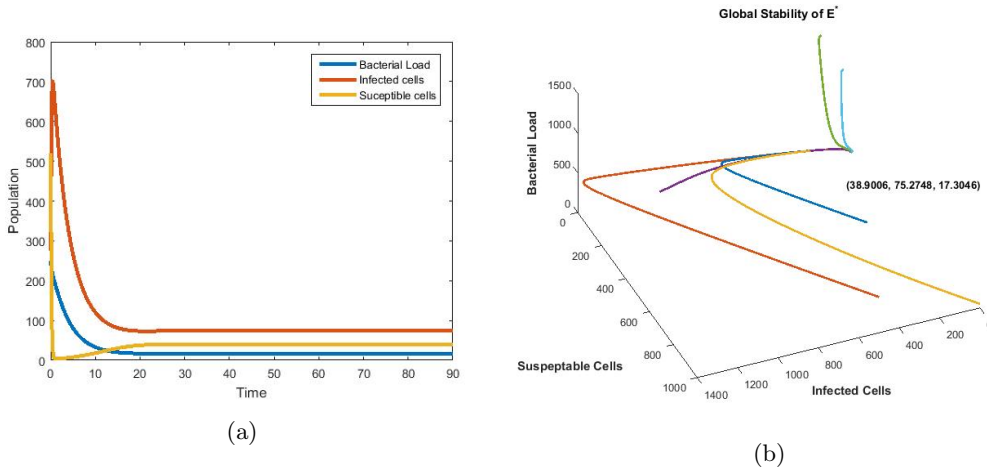 800
700
600
500
400
300
200
100
0
0 10 20 30 40 50 60 70 80 90
Population
Time
Bacterial Load
Infected cells
Suceptible cells
(a)
Global Stability of E*
1500
1000
500
0
Bacterial Load
(38.9006, 75.2748, 17.3046)
0
200
400
600
800
1000
Suspeptable Cells
1400 1200 1000 800 600 400 200
Infected Cells
(b)